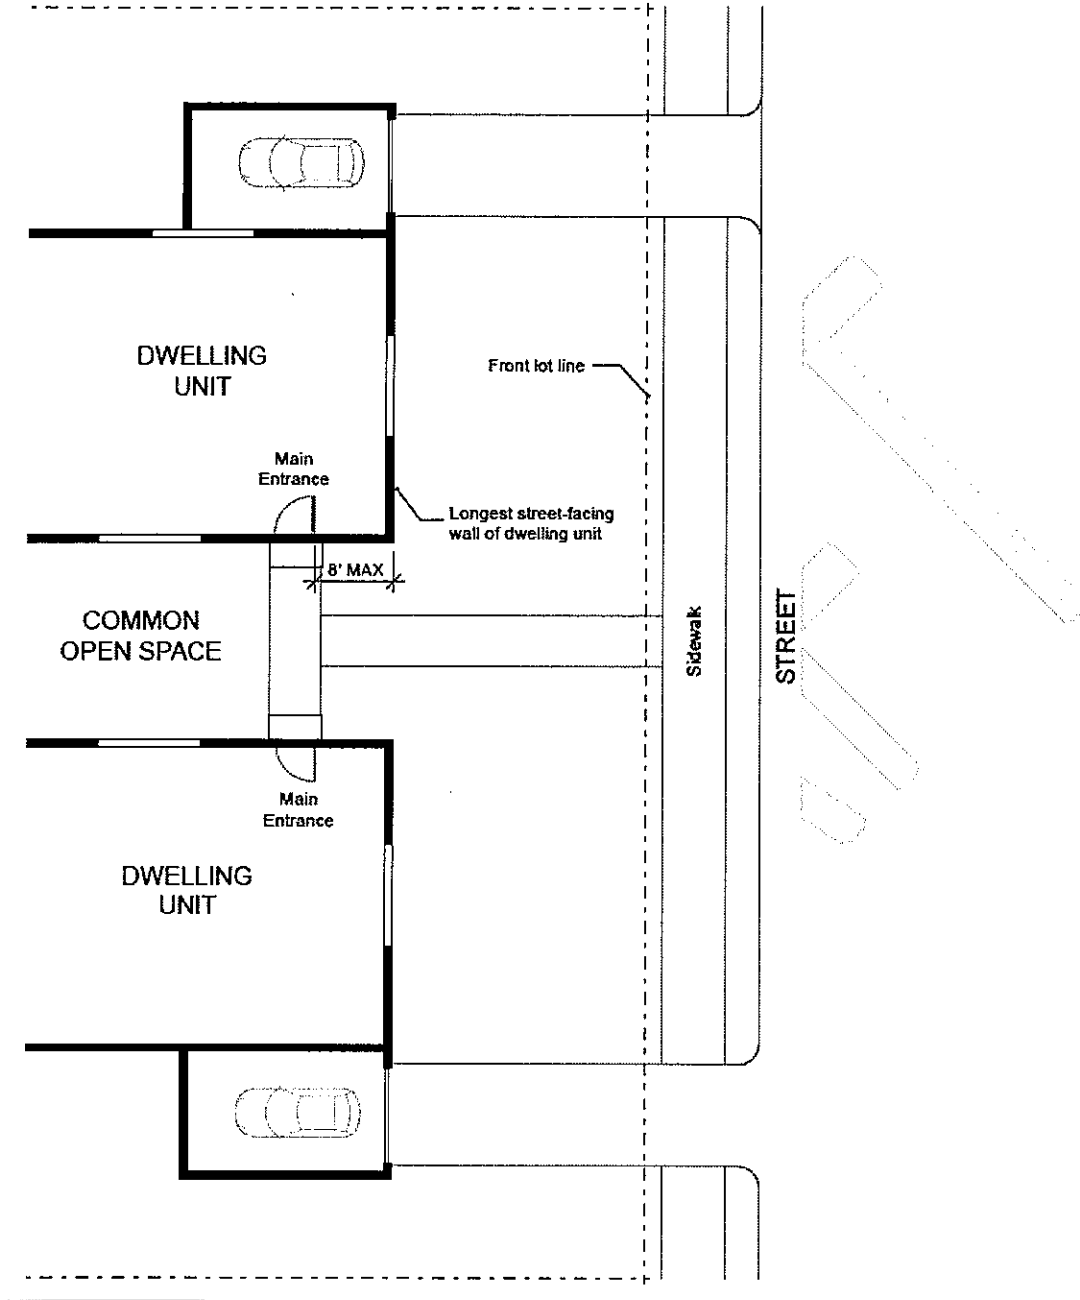 DWELLING
UNIT
Front lot line
Main
Entrance
Longest street-facing
wall of dwelling unit
8' MAX
COMMON
OPEN SPACE
Sidewalk
STREET
Main
Entrance
DWELLING
UNIT